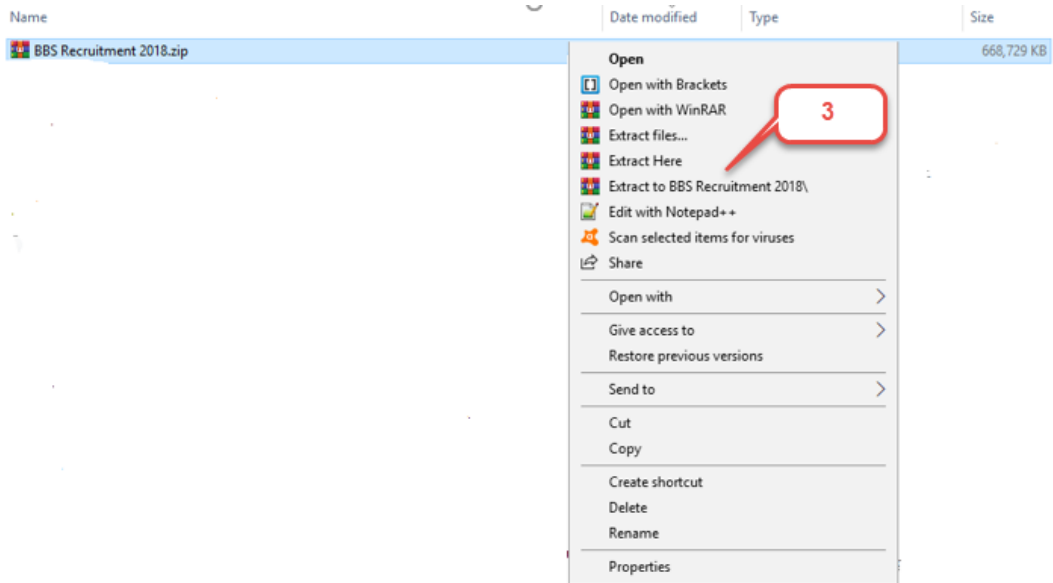 Name Date modified Type Size
BBS Recruitment 2018.zip 668,729 KB
Open
Open with Brackets
Open with WinRAR
3
Extract files...
Extract Here
Extract to BBS Recruitment 2018\
Edit with Notepad++
Scan selected items for viruses
Share
Open with
Give access to
Restore previous versions
Send to
Cut
Copy
Create shortcut
Delete
Rename
Properties